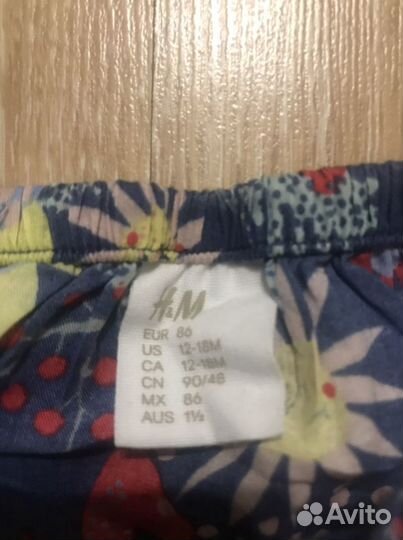 H&M
EUR 86
US 12-18M
CA 12-18M
CN 90/48
MX 86
AUS 1½
Avito